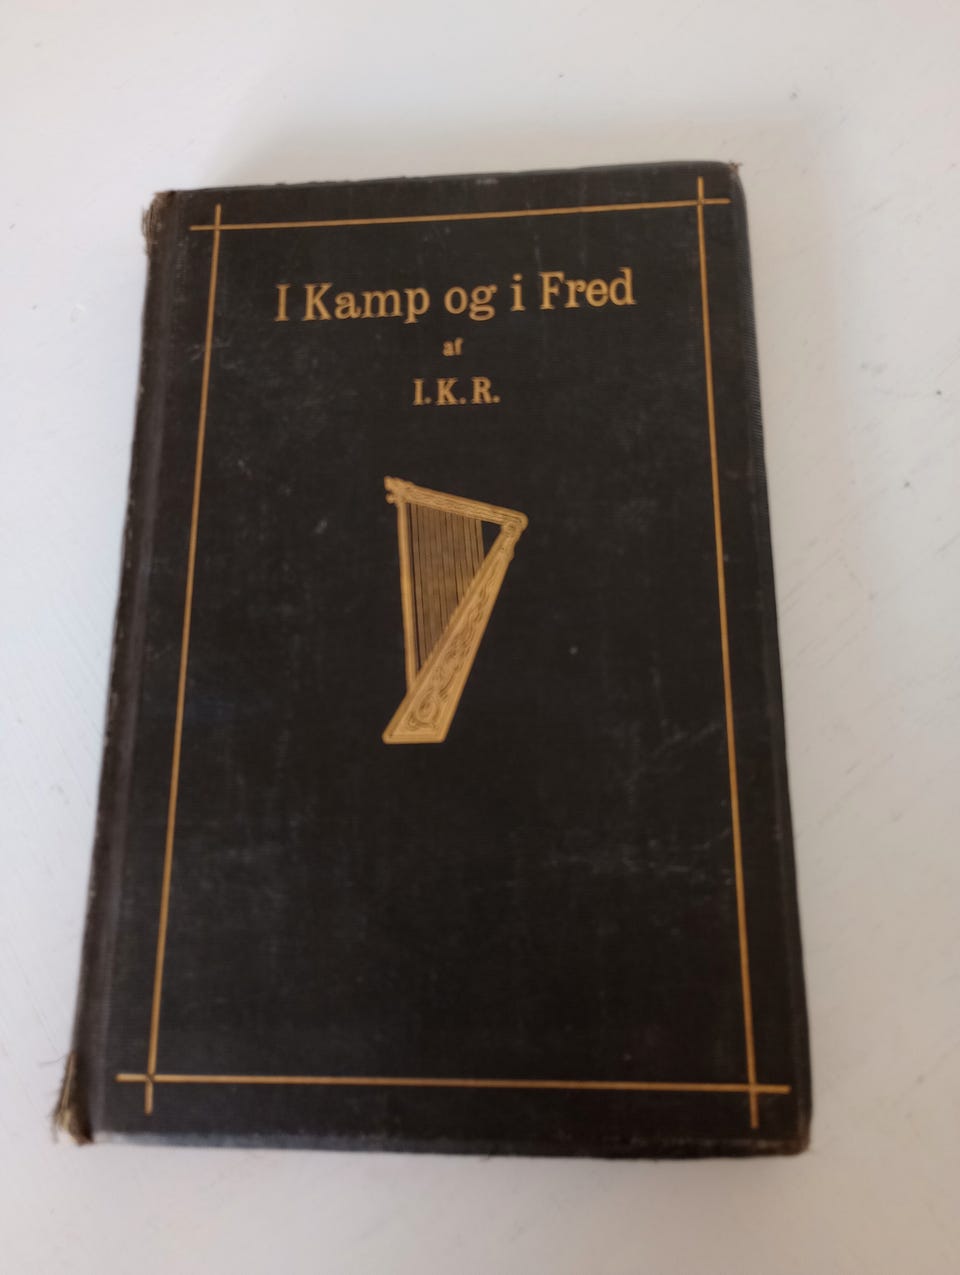 I Kamp og i Fred
af
I. K. R.